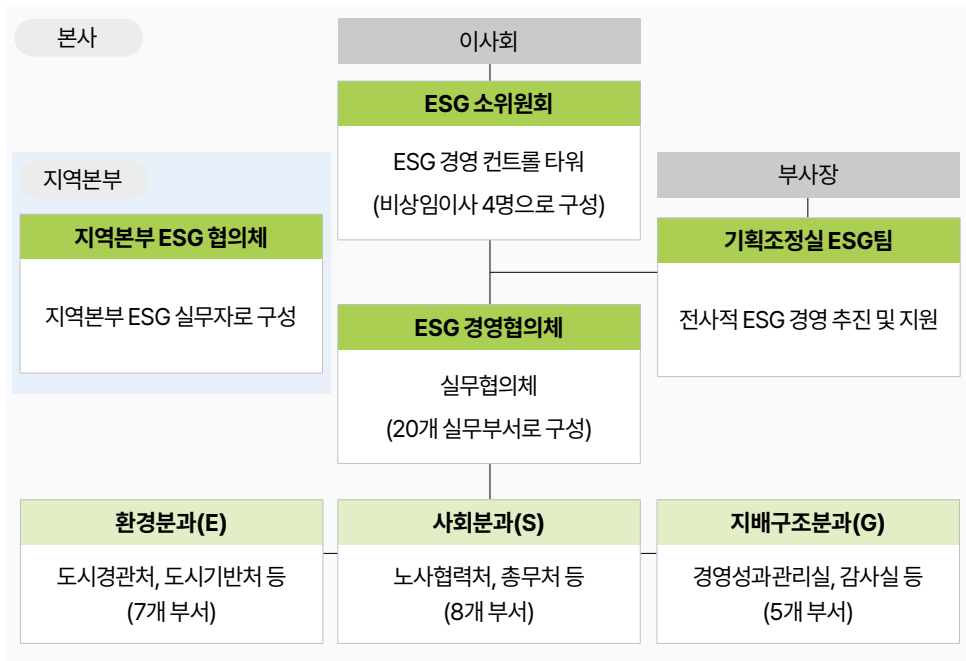 본사
이사회
ESG 소위원회
ESG 경영 컨트롤 타워
(비상임이사 4명으로 구성)
지역본부
지역본부 ESG 협의체
지역본부 ESG 실무자로 구성
부사장
기획조정실 ESG팀
전사적 ESG 경영 추진 및 지원
ESG 경영협의체
실무협의체
(20개 실무부서로 구성)
환경분과(E)
도시경관처, 도시기반처 등
(7개 부서)
사회분과(S)
노사협력처, 총무처 등
(8개 부서)
지배구조분과(G)
경영성과관리실, 감사실 등
(5개 부서)